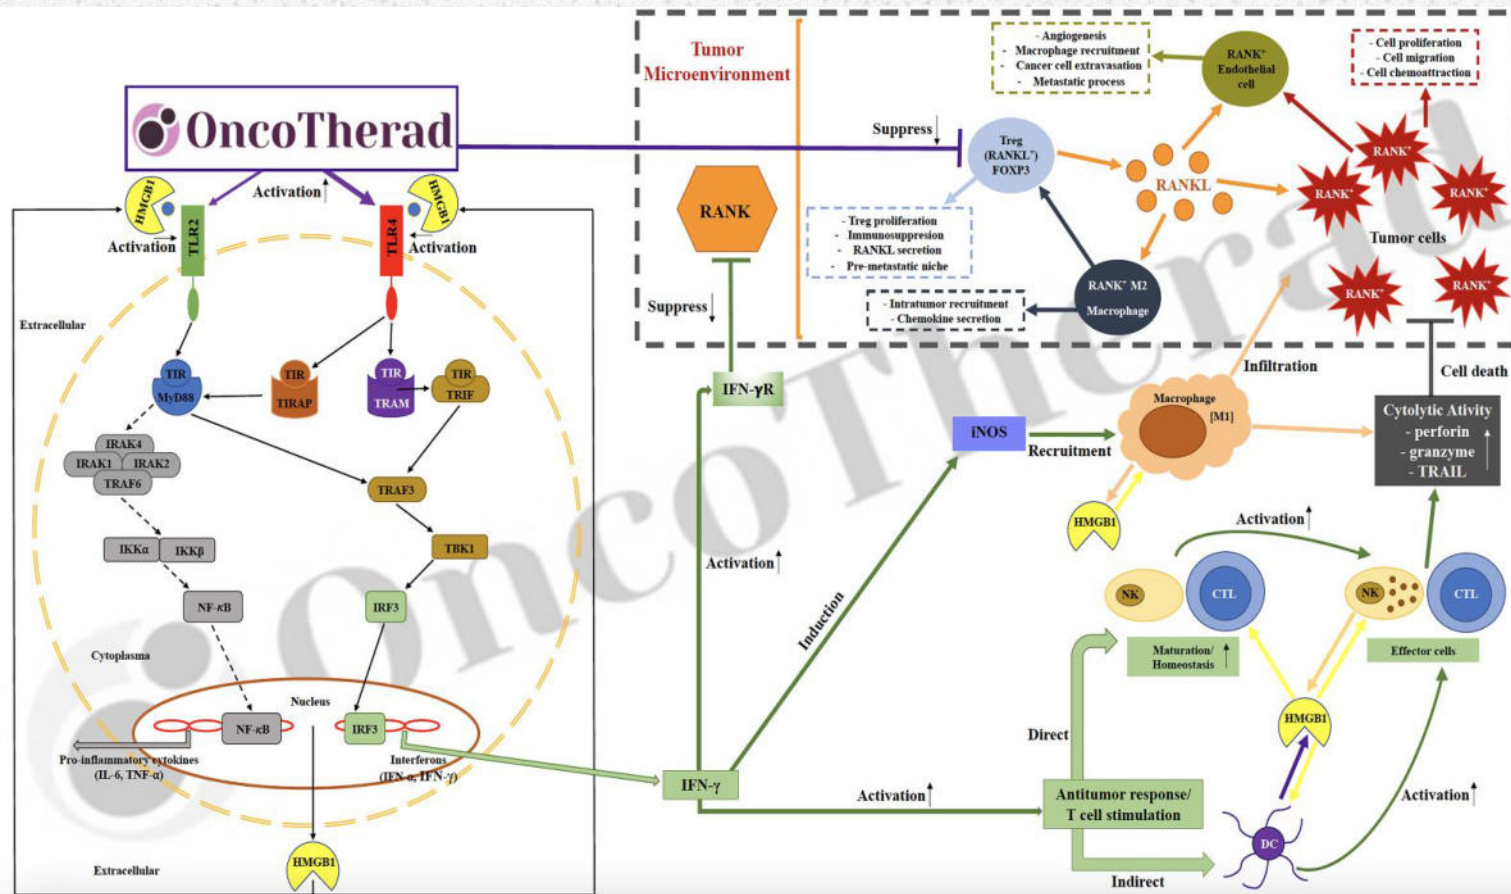 OncoTherad
HMGB1
Activation
HMGB1
TLR2
TLR4
Activation
Activation
Extracellular
TIR
MyD88
TIR
TIRAP
TIR
TRAM
TIR
TRIF
IRAK4
IRAK1
IRAK2
TRAF6
TRAF3
IKKα
IKKβ
TBK1
NF-κB
IRF3
Cytoplasma
Nucleus
NF-κB
IRF3
Pro-inflammatory cytokines
(IL-6, TNF-α)
Interferons
(IFN-α, IFN-γ)
HMGB1
Extracellular
Tumor
Microenvironment
Suppress
RANK
Suppress
IFN-γR
- Angiogenesis
- Macrophage recruitment
- Cancer cell extravasation
- Metastatic process
RANK+
Endothelial
cell
- Cell proliferation
- Cell migration
- Cell chemoattraction
Treg
(RANKL+)
FOXP3
RANKL
RANK+
RANK+
RANK+
Tumor cells
RANK+
RANK+
- Treg proliferation
- Immunosuppresion
- RANKL secretion
- Pre-metastatic niche
- Intratumor recruitment
- Chemokine secretion
RANK+ M2
Macrophage
Infiltration
Cell death
Macrophage
[M1]
iNOS
Recruitment
Cytolytic Ativity
- perforin
- granzyme
- TRAIL
HMGB1
Activation
Activation
Induction
NK
CTL
NK
CTL
Maturation/
Homeostasis
Effector cells
HMGB1
Direct
IFN-γ
Activation
Antitumor response/
T cell stimulation
Activation
DC
Indirect
OncoTherad